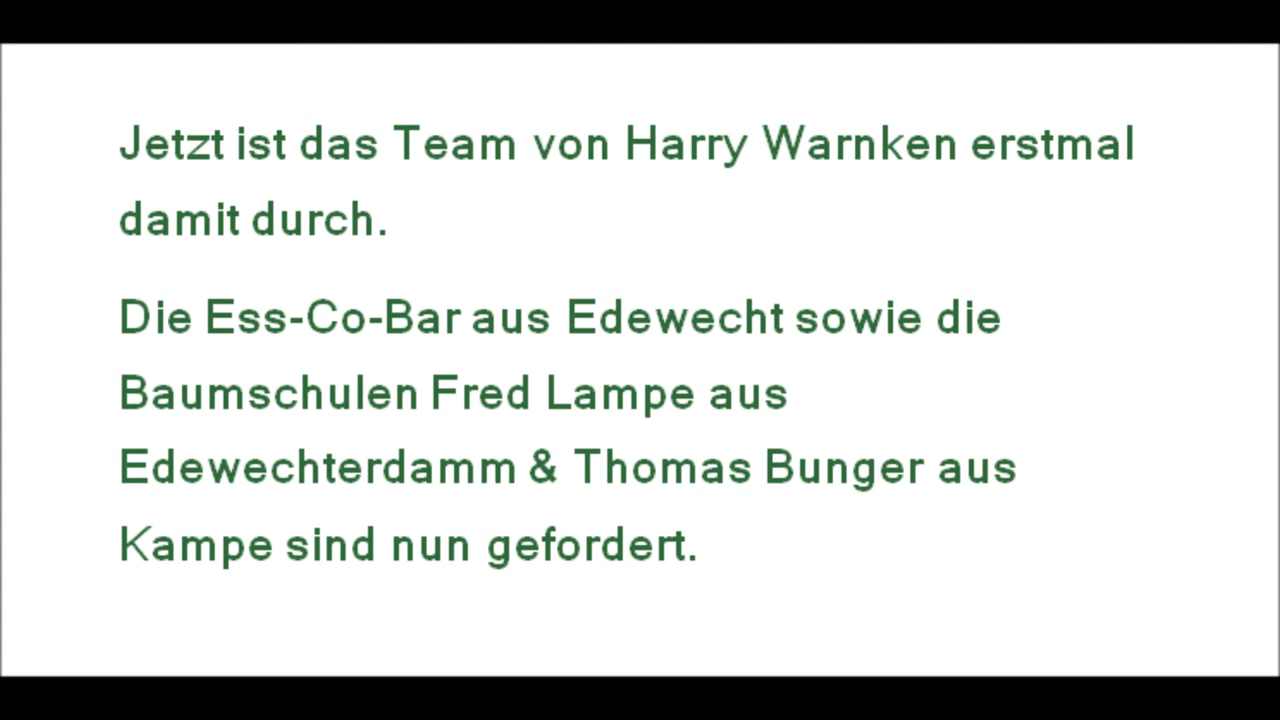 Jetzt ist das Team von Harry Warnken erstmal
damit durch.
Die Ess-Co-Bar aus Edewecht sowie die
Baumschulen Fred Lampe aus
Edewechterdamm & Thomas Bunger aus
Kampe sind nun gefordert.